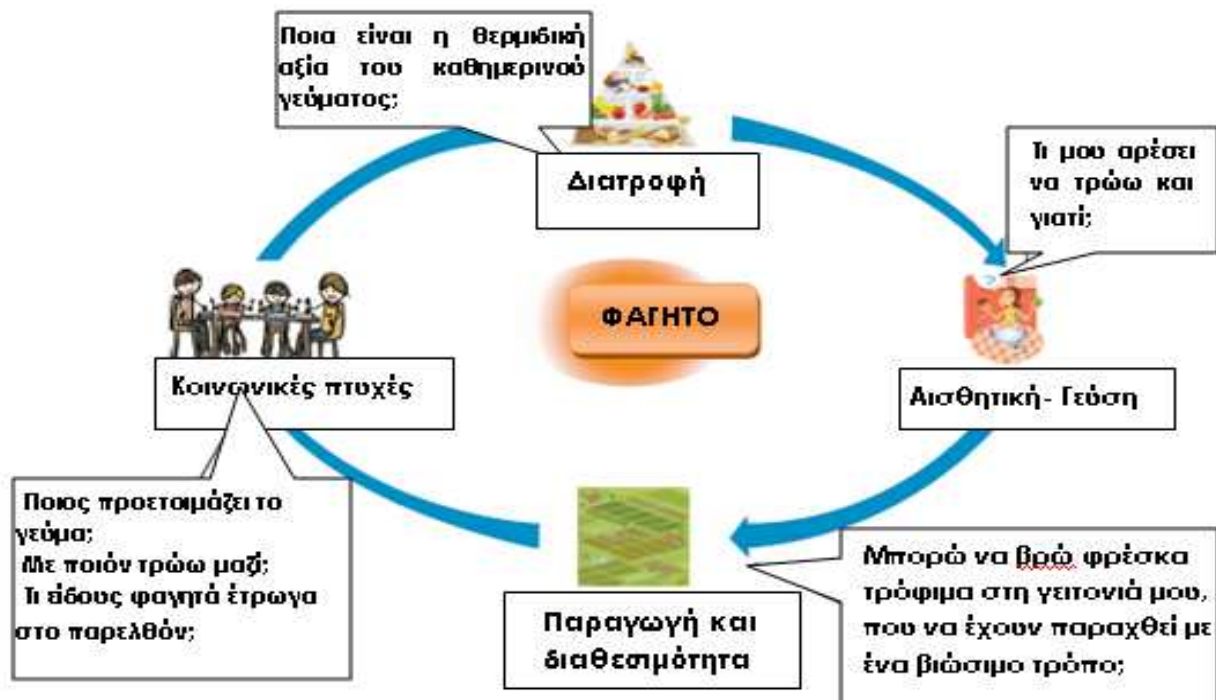 Ποια είναι η θερμιδική
αξία του καθημερινού
γεύματος;
Διατροφή
Τι μου αρέσει
να τρώω και
γιατί;
ΦΑΓΗΤΟ
Κοινωνικές πτυχές
Αισθητική - Γεύση
Ποιος προετοιμάζει το
γεύμα;
Με ποιόν τρώω μαζί;
Τι είδους φαγητά έτρωγα
στο παρελθόν;
Παραγωγή και
διαθεσιμότητα
Μπορώ να βρώ φρέσκα
τρόφιμα στη γειτονιά μου,
που να έχουν παραχθεί με
ένα βιώσιμο τρόπο;